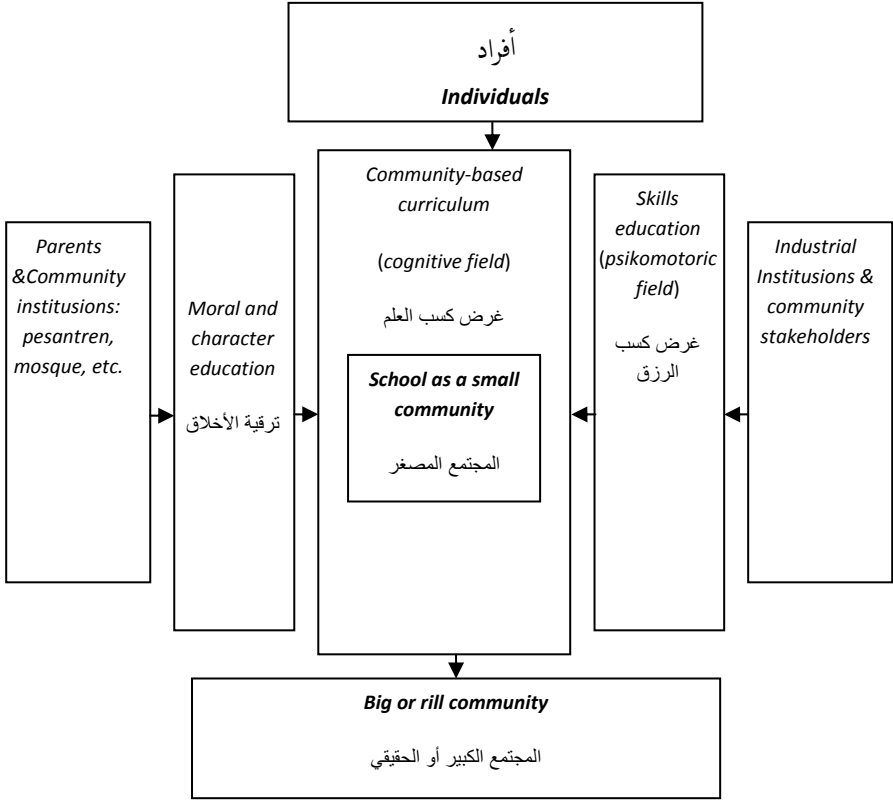 أفراد
Individuals
Parents
&Community
institusions:
pesantren,
mosque, etc.
Moral and
character
education
ترقية الأخلاق
Community-based
curriculum
(cognitive field)
غرض كسب العلم
School as a small
community
المجتمع المصغر
Skills
education
(psikomotoric
field)
غرض كسب
الرزق
Industrial
Institusions &
community
stakeholders
Big or rill community
المجتمع الكبير أو الحقيقي